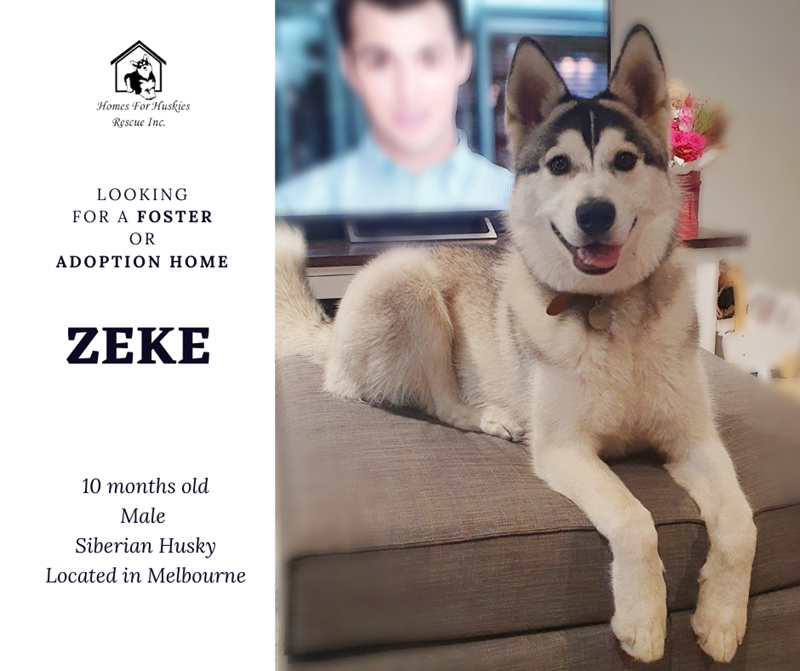 Homes For Huskies
Rescue Inc.
LOOKING
FOR A FOSTER
OR
ADOPTION HOME
ZEKE
10 months old
Male
Siberian Husky
Located in Melbourne